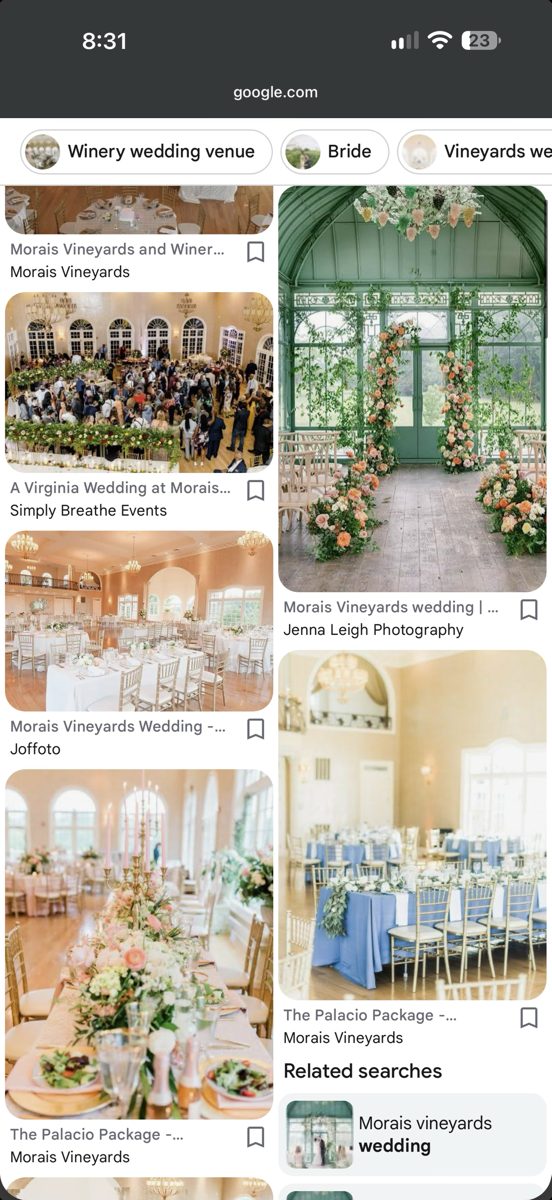 8:31
23
google.com
Winery wedding venue
Bride
Vineyards we
Morais Vineyards and Winer...
Morais Vineyards
A Virginia Wedding at Morais...
Simply Breathe Events
Morais Vineyards Wedding -...
Joffoto
The Palacio Package -...
Morais Vineyards
Morais Vineyards wedding | ...
Jenna Leigh Photography
The Palacio Package -...
Morais Vineyards
Related searches
Morais vineyards
wedding